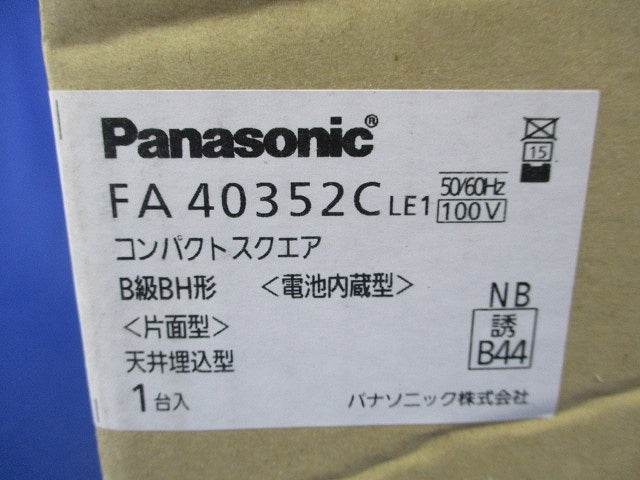 Panasonic®
FA 40352C LE1 50/60Hz 100V
15
コンパクトスクエア
B級BH形 <電池内蔵型>
<片面型>
天井埋込型
1台入
NB
誘
B44
パナソニック株式会社